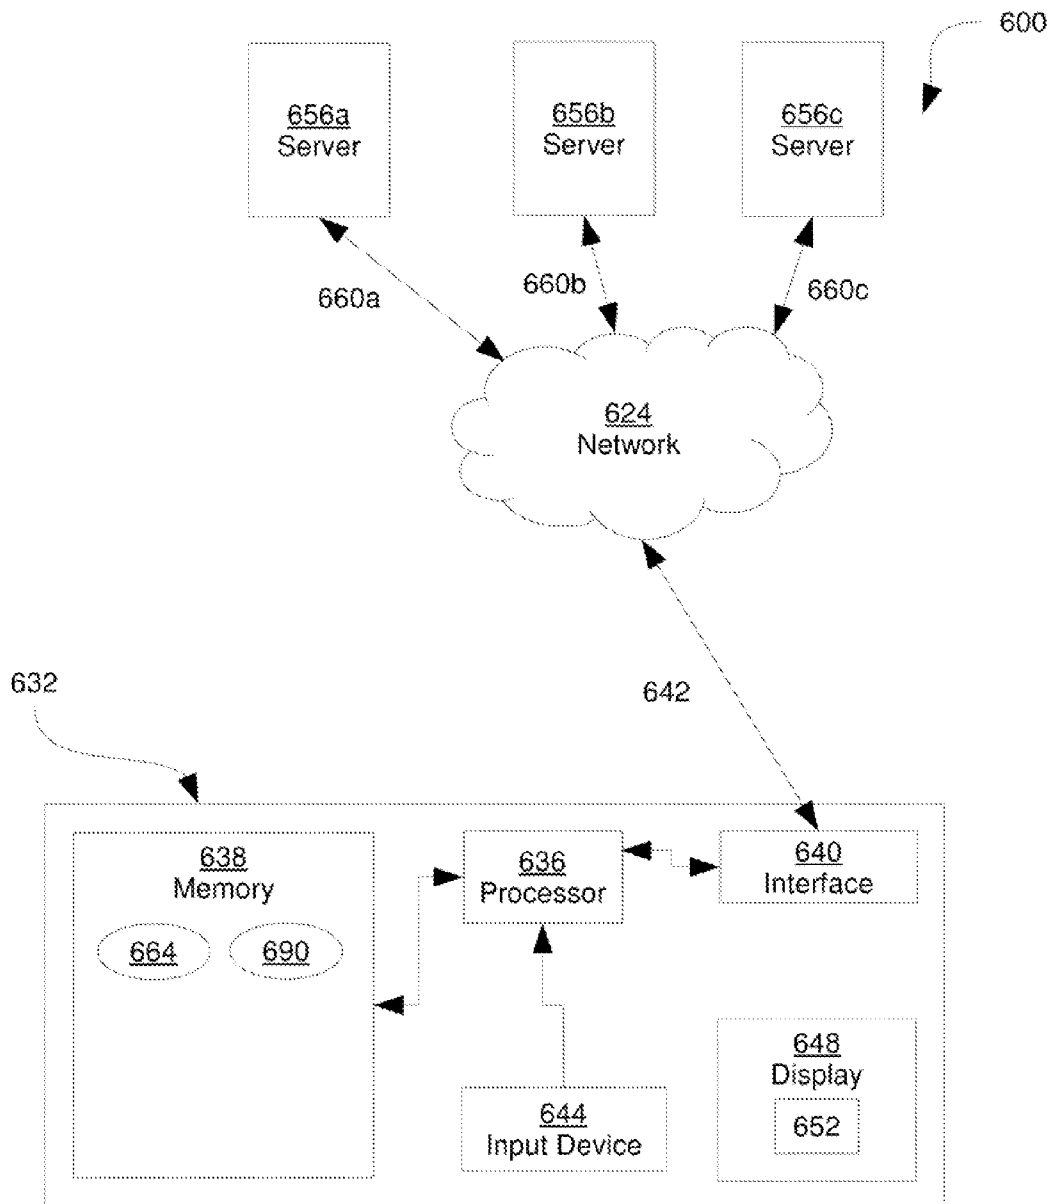 600
656a
Server
656b
Server
656c
Server
660a
660b
660c
624
Network
642
632
638
Memory
664
690
636
Processor
640
Interface
644
Input Device
648
Display
652